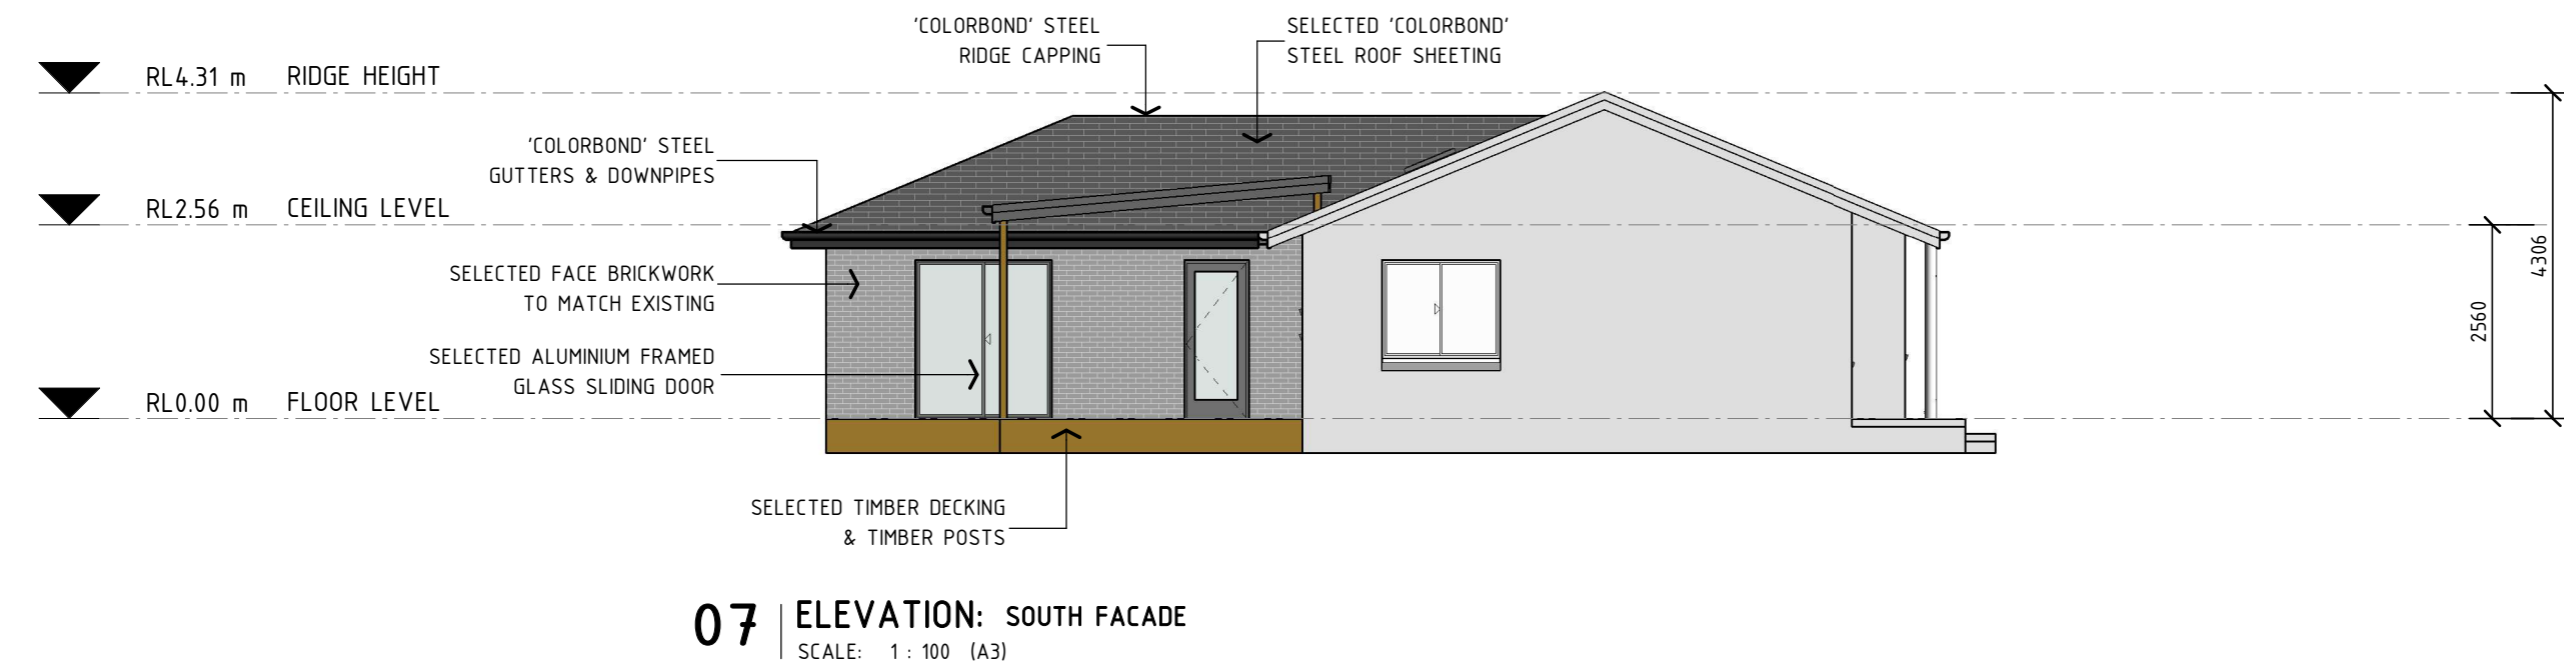 'COLORBOND' STEEL
RIDGE CAPPING
SELECTED 'COLORBOND'
STEEL ROOF SHEETING
RL4.31 m RIDGE HEIGHT
'COLORBOND' STEEL
GUTTERS & DOWNPIPES
RL2.56 m CEILING LEVEL
SELECTED FACE BRICKWORK
TO MATCH EXISTING
SELECTED ALUMINIUM FRAMED
GLASS SLIDING DOOR
RL0.00 m FLOOR LEVEL
2560
4306
SELECTED TIMBER DECKING
& TIMBER POSTS
07 ELEVATION: SOUTH FACADE
SCALE: 1 : 100 (A3)